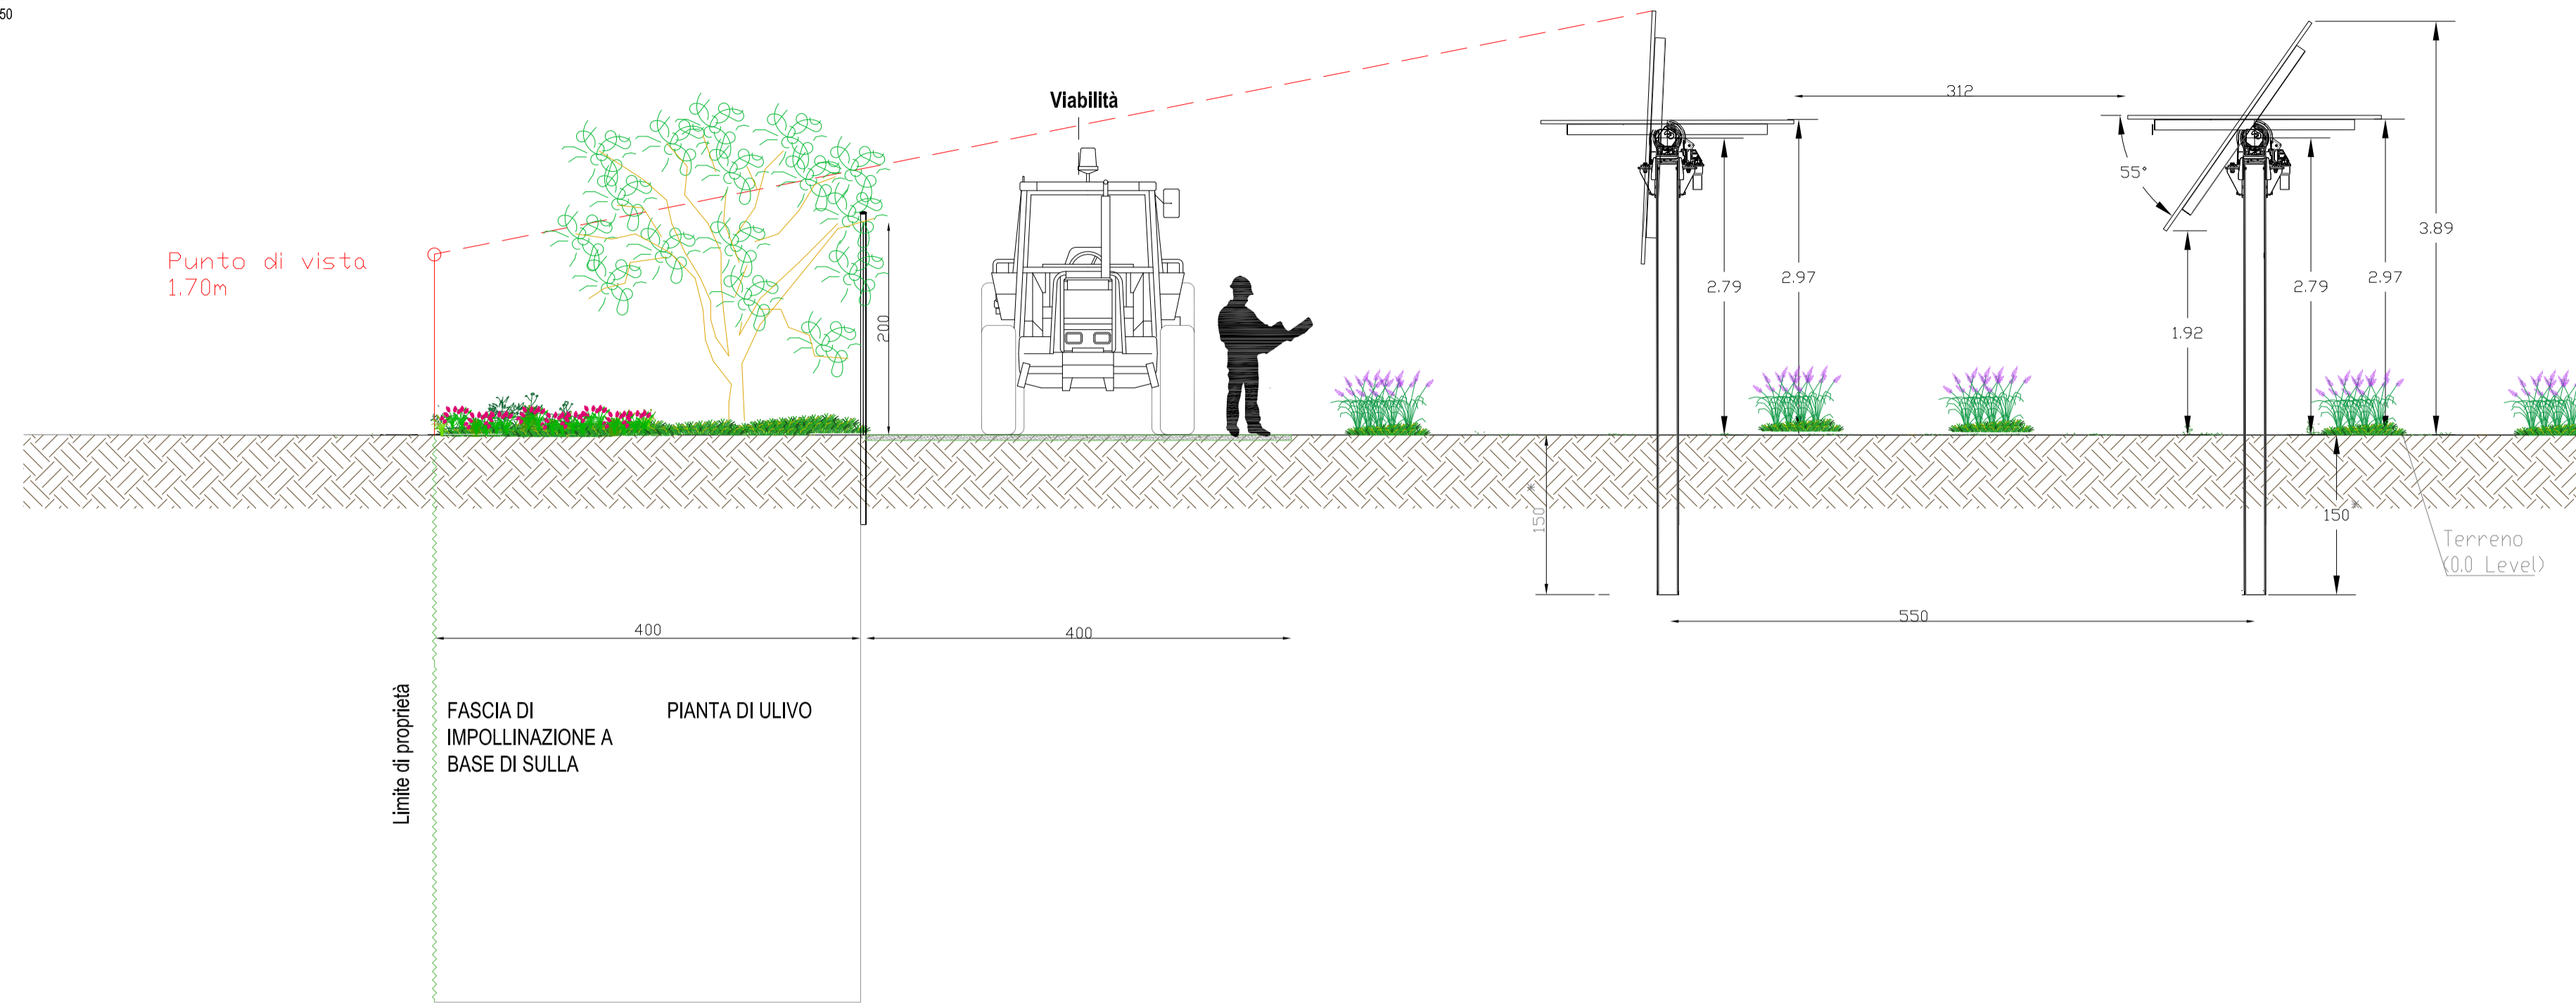 50
Viabilità
312
55°
3.89
Punto di vista
1.70m
200
2.79
2.97
1.92
2.79
2.97
150*
150*
Terreno
(0.0 Level)
550
400
400
Limite di proprietà
FASCIA DI
IMPOLLINAZIONE A
BASE DI SULLA
PIANTA DI ULIVO